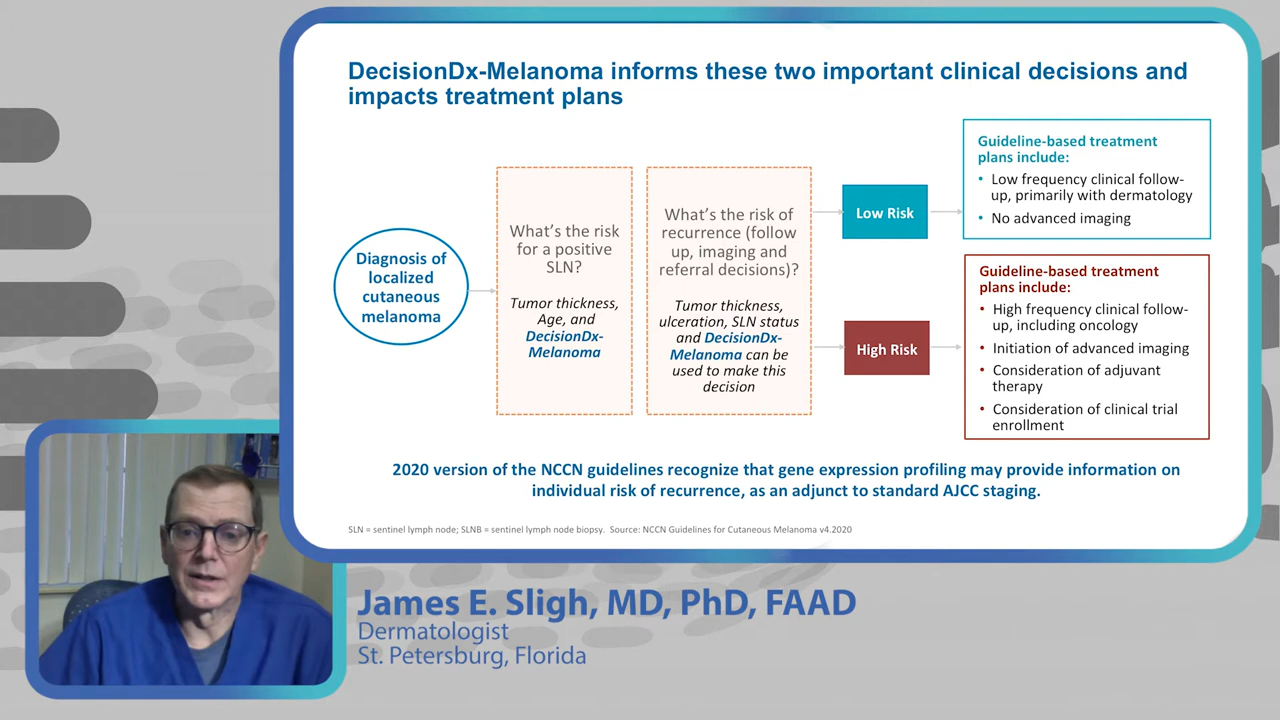 DecisionDx-Melanoma informs these two important clinical decisions and
impacts treatment plans
Diagnosis of
localized
cutaneous
melanoma
What's the risk
for a positive
SLN?
Tumor thickness,
Age, and
DecisionDx-
Melanoma
What's the risk of
recurrence (follow
up, imaging and
referral decisions)?
Tumor thickness,
ulceration, SLN status
and DecisionDx-
Melanoma can be
used to make this
decision
Low Risk
Guideline-based treatment
plans include:
• Low frequency clinical follow-
up, primarily with dermatology
• No advanced imaging
High Risk
Guideline-based treatment
plans include:
• High frequency clinical follow-
up, including oncology
• Initiation of advanced imaging
• Consideration of adjuvant
therapy
• Consideration of clinical trial
enrollment
2020 version of the NCCN guidelines recognize that gene expression profiling may provide information on
individual risk of recurrence, as an adjunct to standard AJCC staging.
SLN = sentinel lymph node; SLNB = sentinel lymph node biopsy. Source: NCCN Guidelines for Cutaneous Melanoma v4.2020
James E. Sligh, MD, PhD, FAAD
Dermatologist
St. Petersburg, Florida